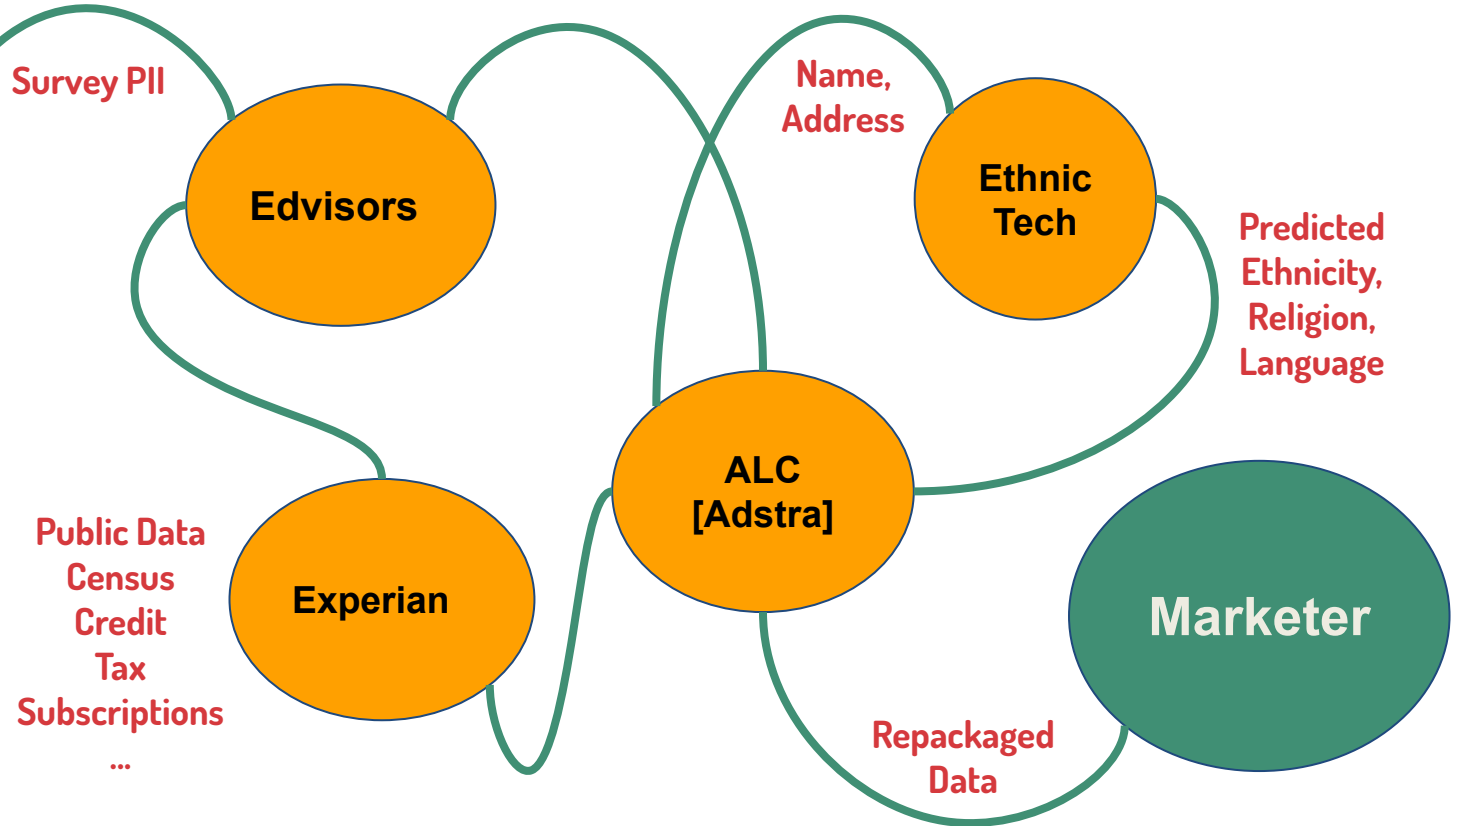 Survey PII
Edvisors
Name,
Address
Ethnic
Tech
Predicted
Ethnicity,
Religion,
Language
ALC
[Adstra]
Public Data
Census
Credit
Tax
Subscriptions
...
Experian
Marketer
Repackaged
Data